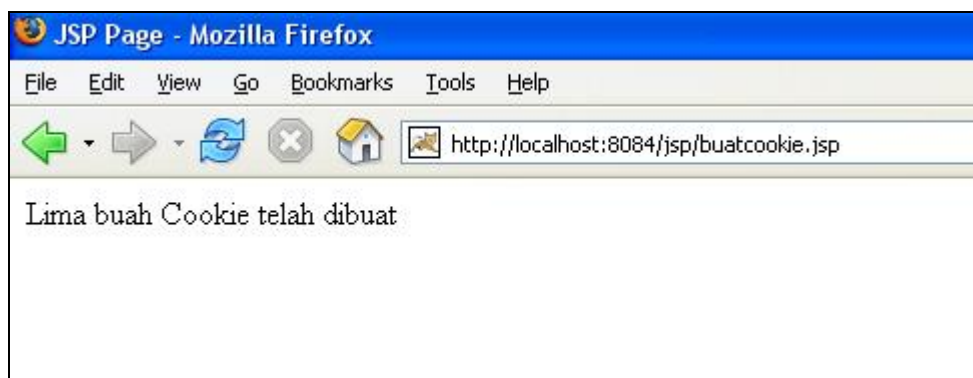 JSP Page - Mozilla Firefox
File Edit View Go Bookmarks Tools Help
http://localhost:8084/jsp/buatcookie.jsp
Lima buah Cookie telah dibuat